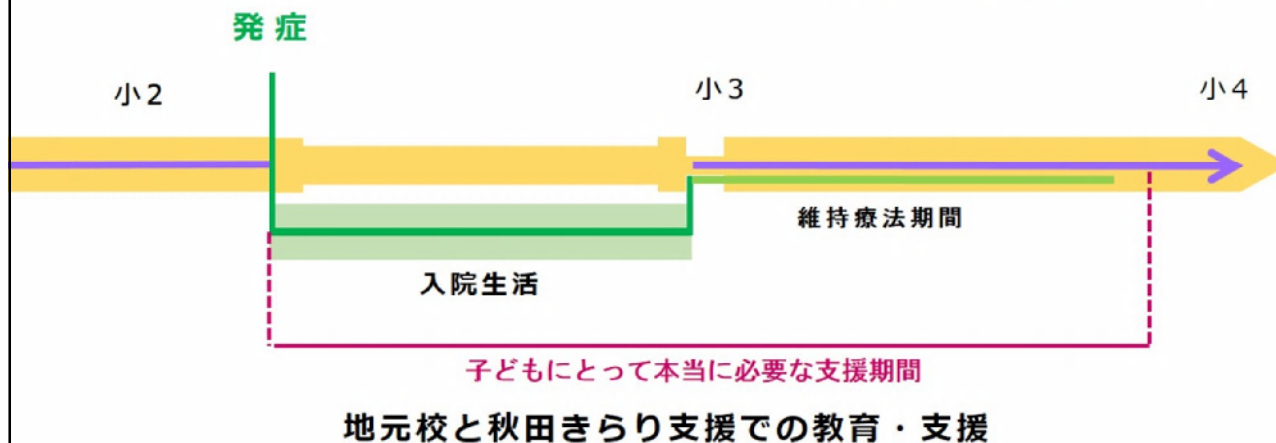 発症
小2
小3
小4
維持療法期間
入院生活
子どもにとって本当に必要な支援期間
地元校と秋田きらり支援での教育・支援